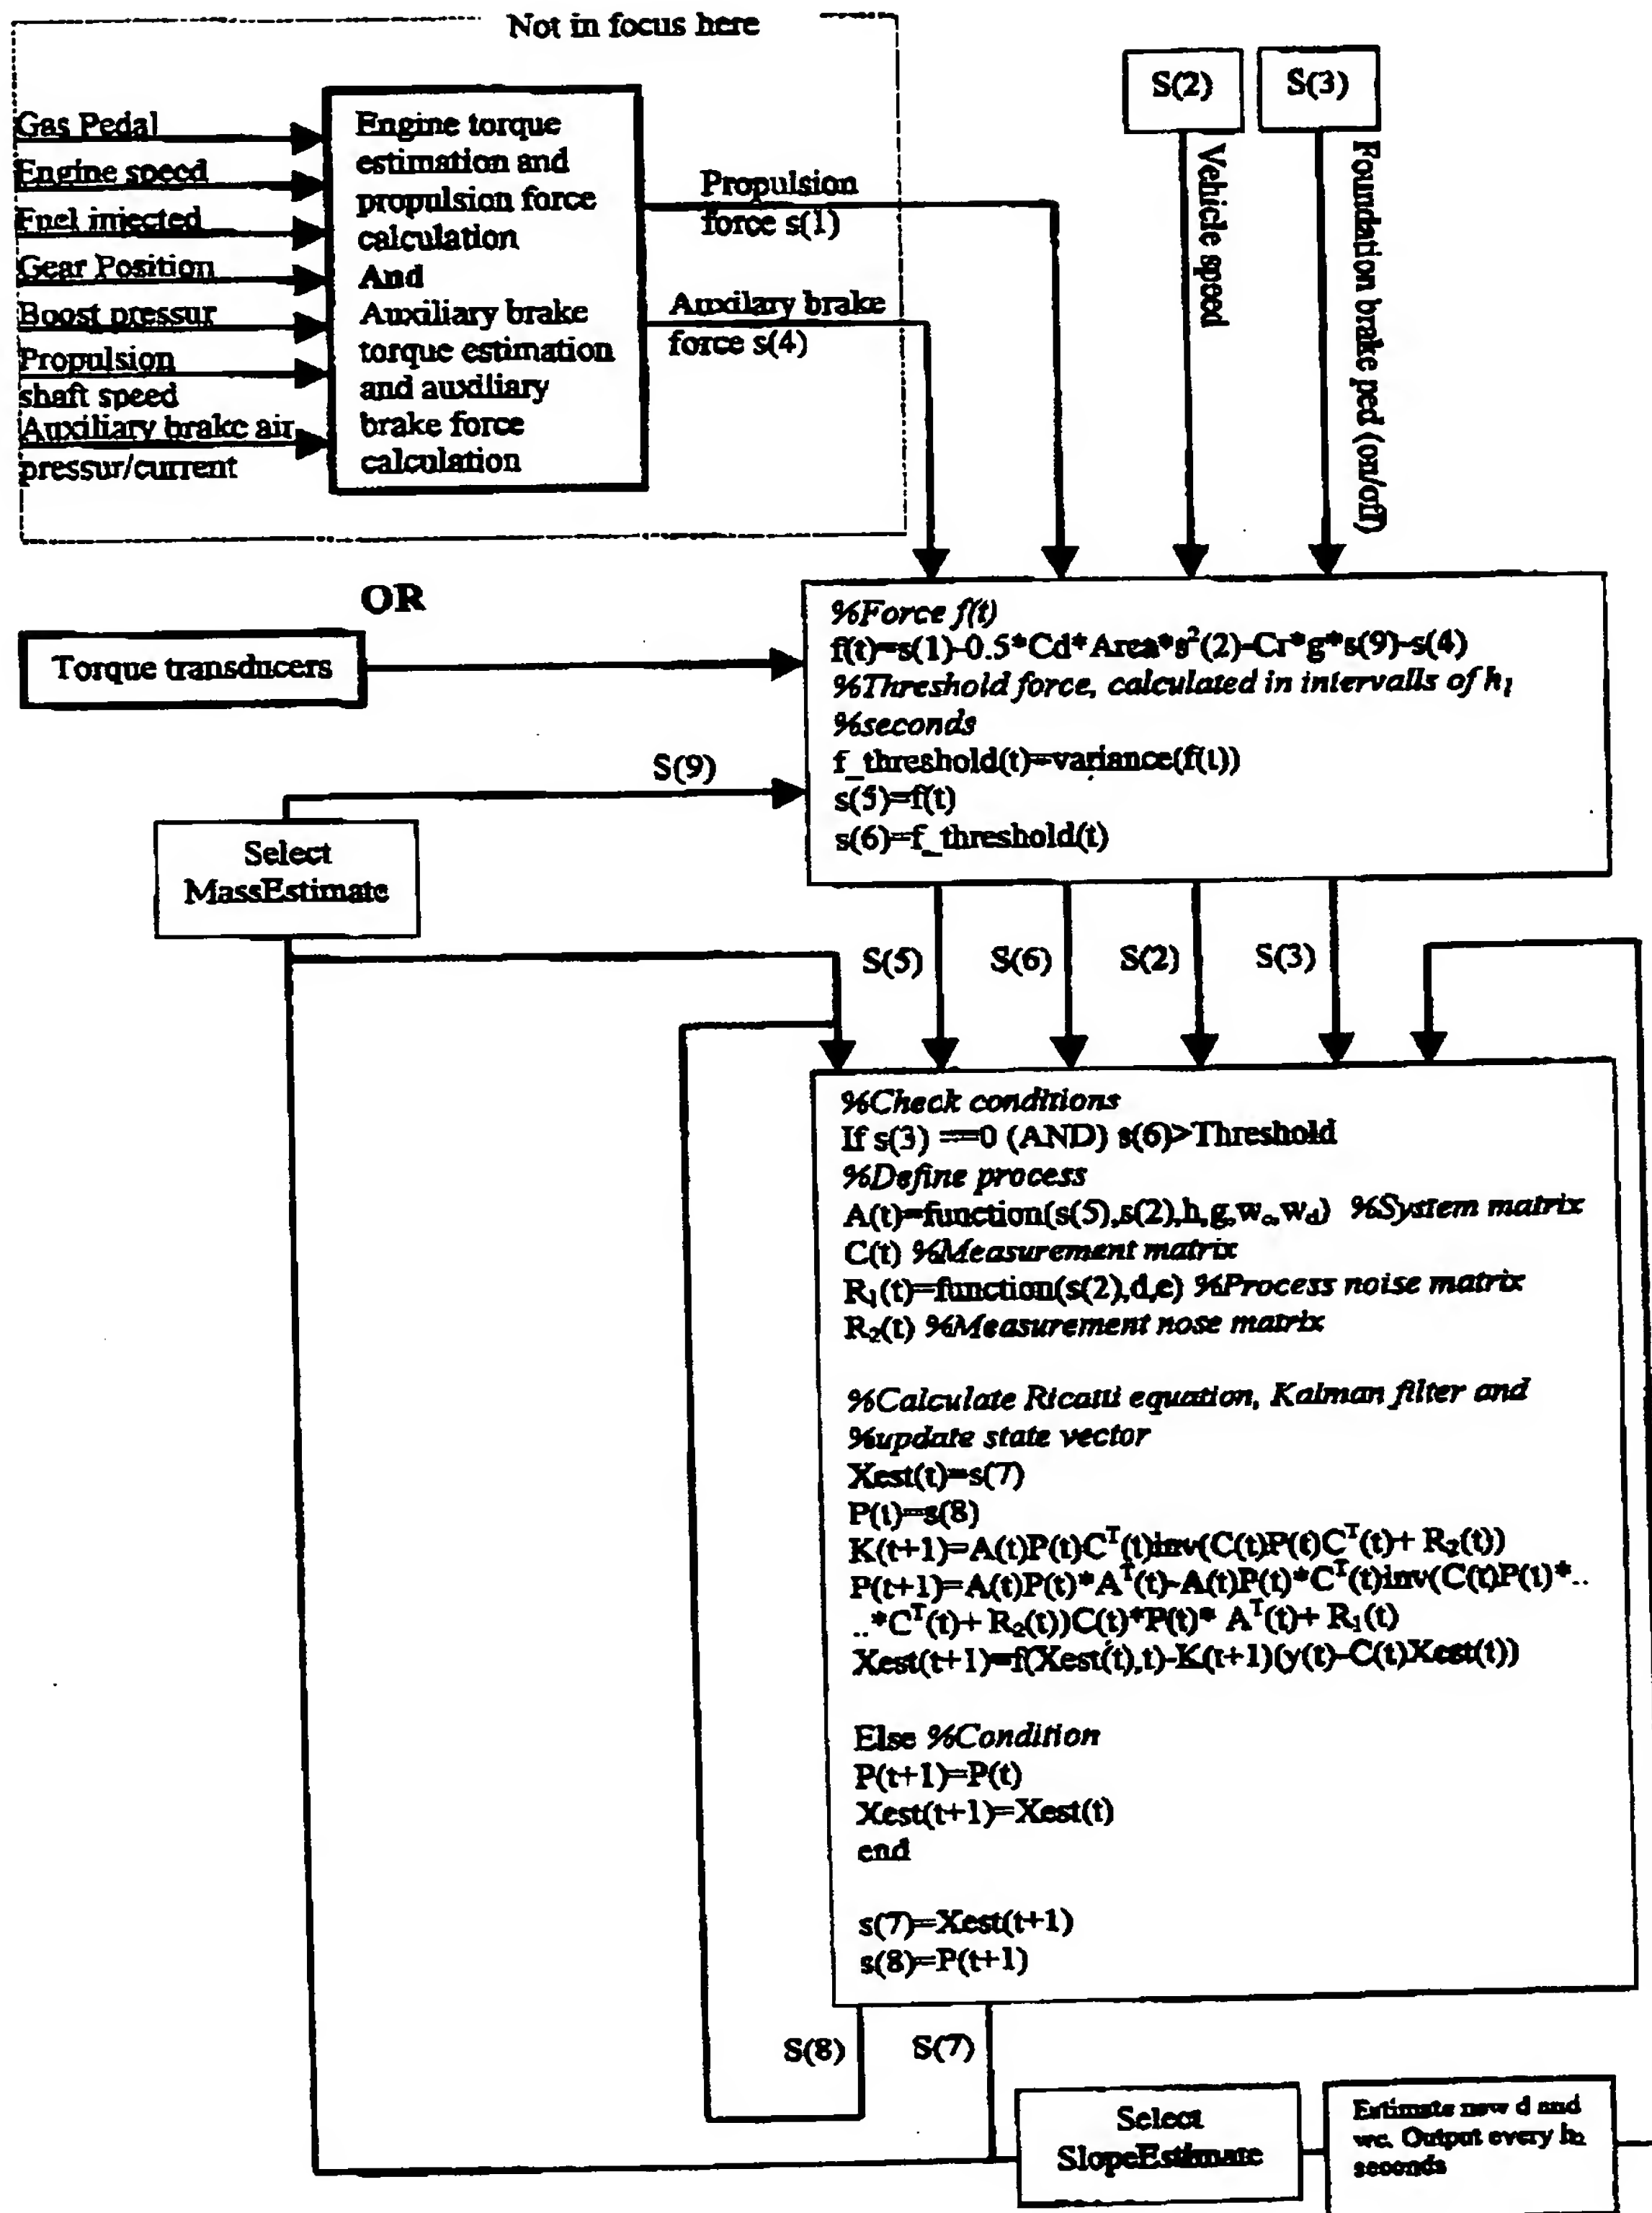 Not in focus here
Gas Pedal
Engine speed
Fuel injected
Gear Position
Boost pressur
Propulsion
shaft speed
Auxiliary brake air
pressur/current
Engine torque
estimation and
propulsion force
calculation
And
Auxiliary brake
torque estimation
and auxiliary
brake force
calculation
Propulsion
force s(1)
Auxilary brake
force s(4)
S(2)
S(3)
Vehicle speed
Foundation brake ped (on/off)
OR
Torque transducers
%Force f(t)
f(t)=s(1)-0.5*Cd*Area*s²(2)-Cr*g*s(9)-s(4)
%Threshold force, calculated in intervalls of h₁
%seconds
f_threshold(t)=variance(f(t))
s(5)=f(t)
s(6)=f_threshold(t)
S(9)
Select
MassEstimate
S(5)
S(6)
S(2)
S(3)
%Check conditions
If s(3) ==0 (AND) s(6)>Threshold
%Define process
A(t)=function(s(5),s(2),h,g,w_c,w_d) %System matrix
C(t) %Measurement matrix
R₁(t)=function(s(2),d,e) %Process noise matrix
R₂(t) %Measurement nose matrix
%Calculate Ricatti equation, Kalman filter and
%update state vector
Xest(t)=s(7)
P(t)=s(8)
K(t+1)=A(t)P(t)Cᵀ(t)inv(C(t)P(t)Cᵀ(t)+ R₂(t))
P(t+1)=A(t)P(t)*Aᵀ(t)-A(t)P(t)*Cᵀ(t)inv(C(t)P(t)*..
..*Cᵀ(t)+ R₂(t))C(t)*P(t)* Aᵀ(t)+ R₁(t)
Xest(t+1)=f(Xest(t),t)-K(t+1)(y(t)-C(t)Xest(t))
Else %Condition
P(t+1)=P(t)
Xest(t+1)=Xest(t)
end
s(7)=Xest(t+1)
s(8)=P(t+1)
S(8)
S(7)
Select
SlopeEstimate
Estimate new d and
wc. Output every h₂
seconds